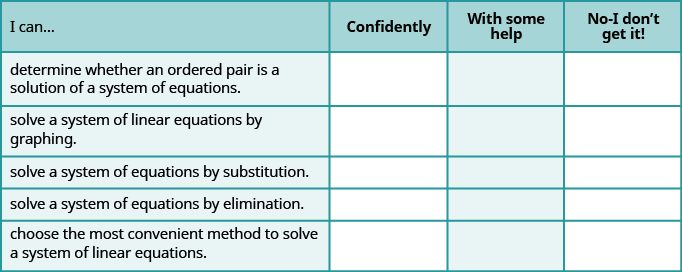 I can...
Confidently
With some
help
No-I don't
get it!
determine whether an ordered pair is a
solution of a system of equations.
solve a system of linear equations by
graphing.
solve a system of equations by substitution.
solve a system of equations by elimination.
choose the most convenient method to solve
a system of linear equations.